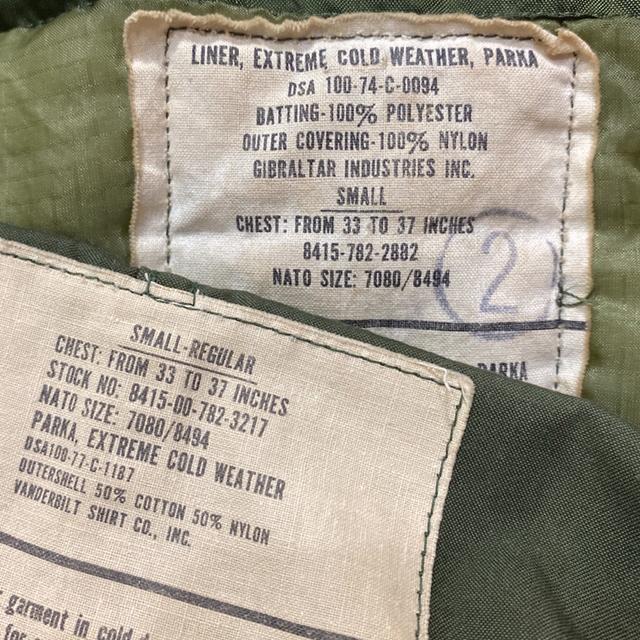 LINER, EXTREME COLD WEATHER, PARKA
DSA 100-74-C-0094
BATTING-100% POLYESTER
OUTER COVERING-100% NYLON
GIBRALTAR INDUSTRIES INC.
SMALL
CHEST: FROM 33 TO 37 INCHES
8415-782-2882
NATO SIZE: 7080/8494
2
PARKA
SMALL-REGULAR
CHEST: FROM 33 TO 37 INCHES
STOCK NO: 8415-00-782-3217
NATO SIZE: 7080/8494
PARKA, EXTREME COLD WEATHER
DSA100-77-C-1187
OUTERSHELL 50% COTTON 50% NYLON
VANDERBILT SHIRT CO., INC.
garment in cold
for